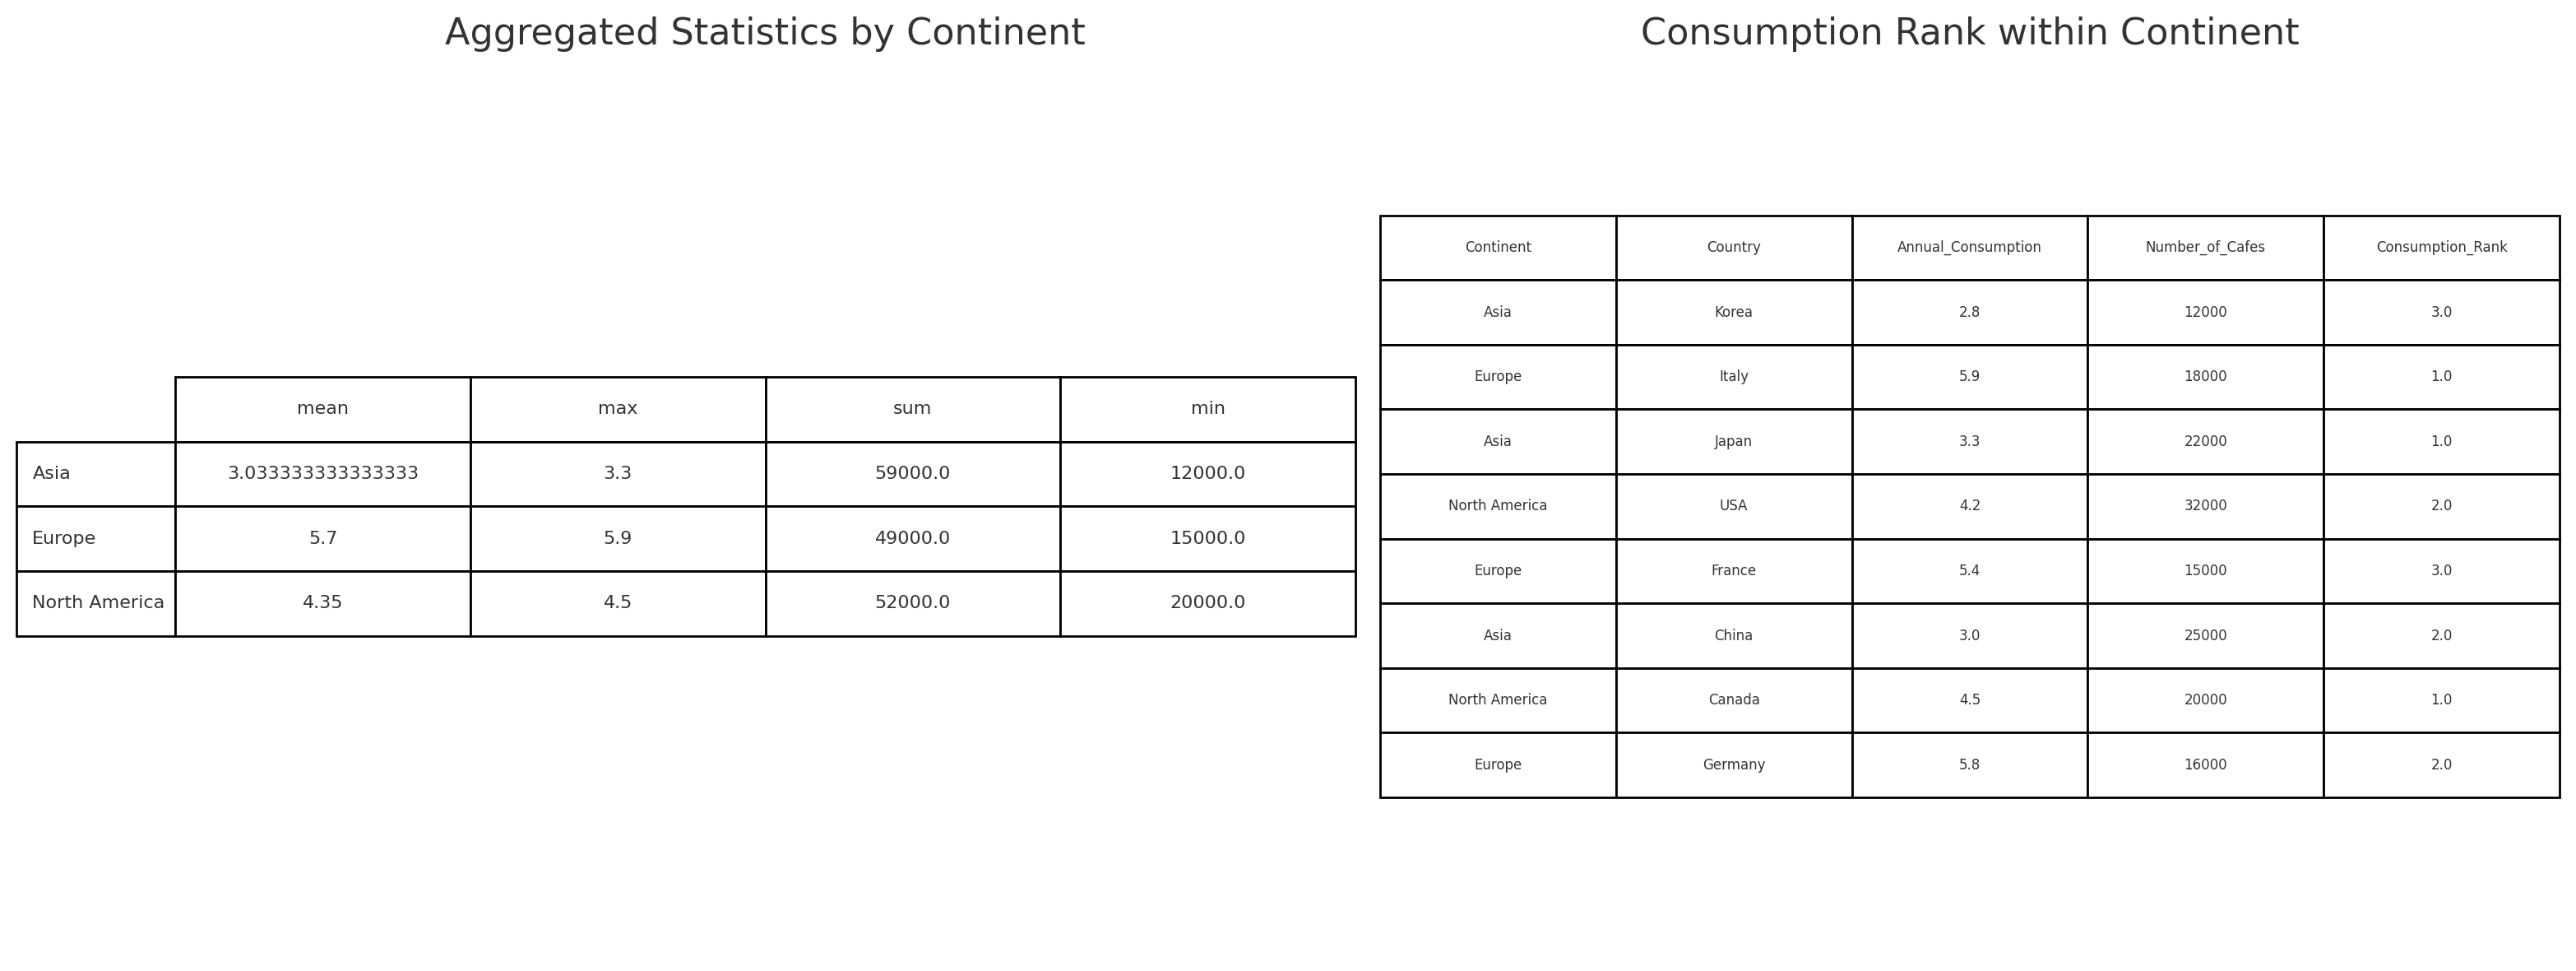 Aggregated Statistics by Continent
mean max sum min
Asia 3.033333333333333 3.3 59000.0 12000.0
Europe 5.7 5.9 49000.0 15000.0
North America 4.35 4.5 52000.0 20000.0
Consumption Rank within Continent
Continent Country Annual_Consumption Number_of_Cafes Consumption_Rank
Asia Korea 2.8 12000 3.0
Europe Italy 5.9 18000 1.0
Asia Japan 3.3 22000 1.0
North America USA 4.2 32000 2.0
Europe France 5.4 15000 3.0
Asia China 3.0 25000 2.0
North America Canada 4.5 20000 1.0
Europe Germany 5.8 16000 2.0